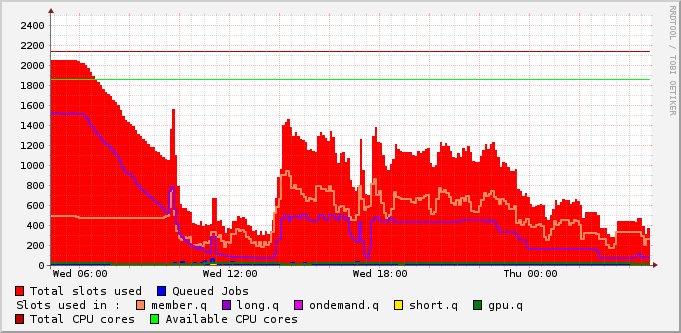 2400
2200
2000
1800
1600
1400
1200
1000
800
600
400
200
0
Wed 06:00 Wed 12:00 Wed 18:00 Thu 00:00
Total slots used Queued Jobs
Slots used in : member.q long.q ondemand.q short.q gpu.q
Total CPU cores Available CPU cores
RRDTOOL / TOBI OETIKER